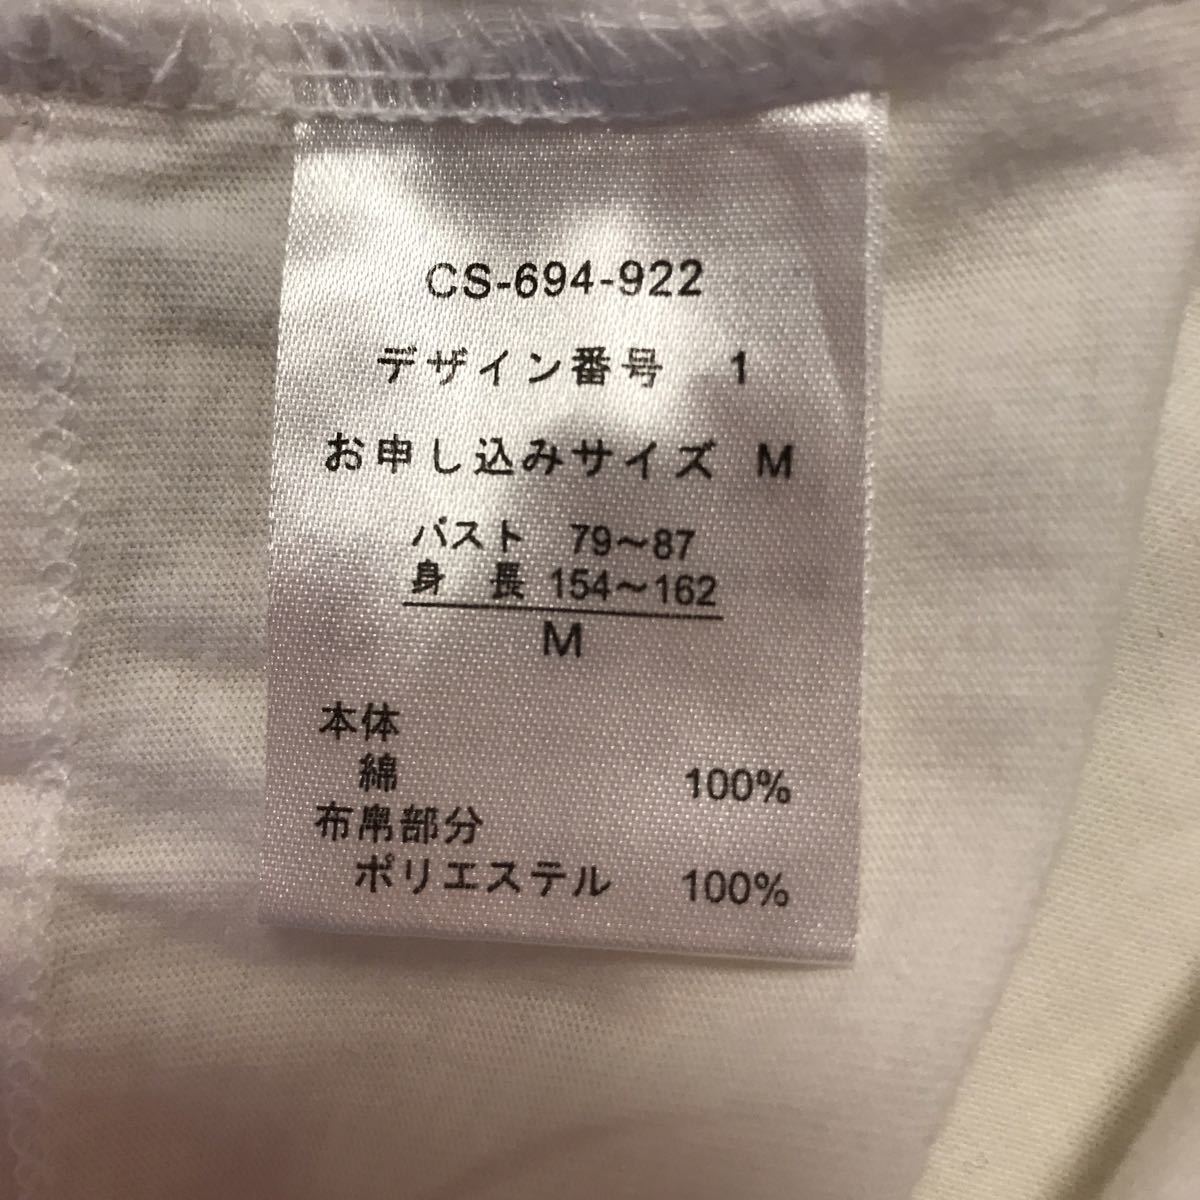 CS-694-922
デザイン番号 1
お申し込みサイズ M
バスト 79～87
身 長 154～162
M
本体
綿 100%
布帛部分
ポリエステル 100%